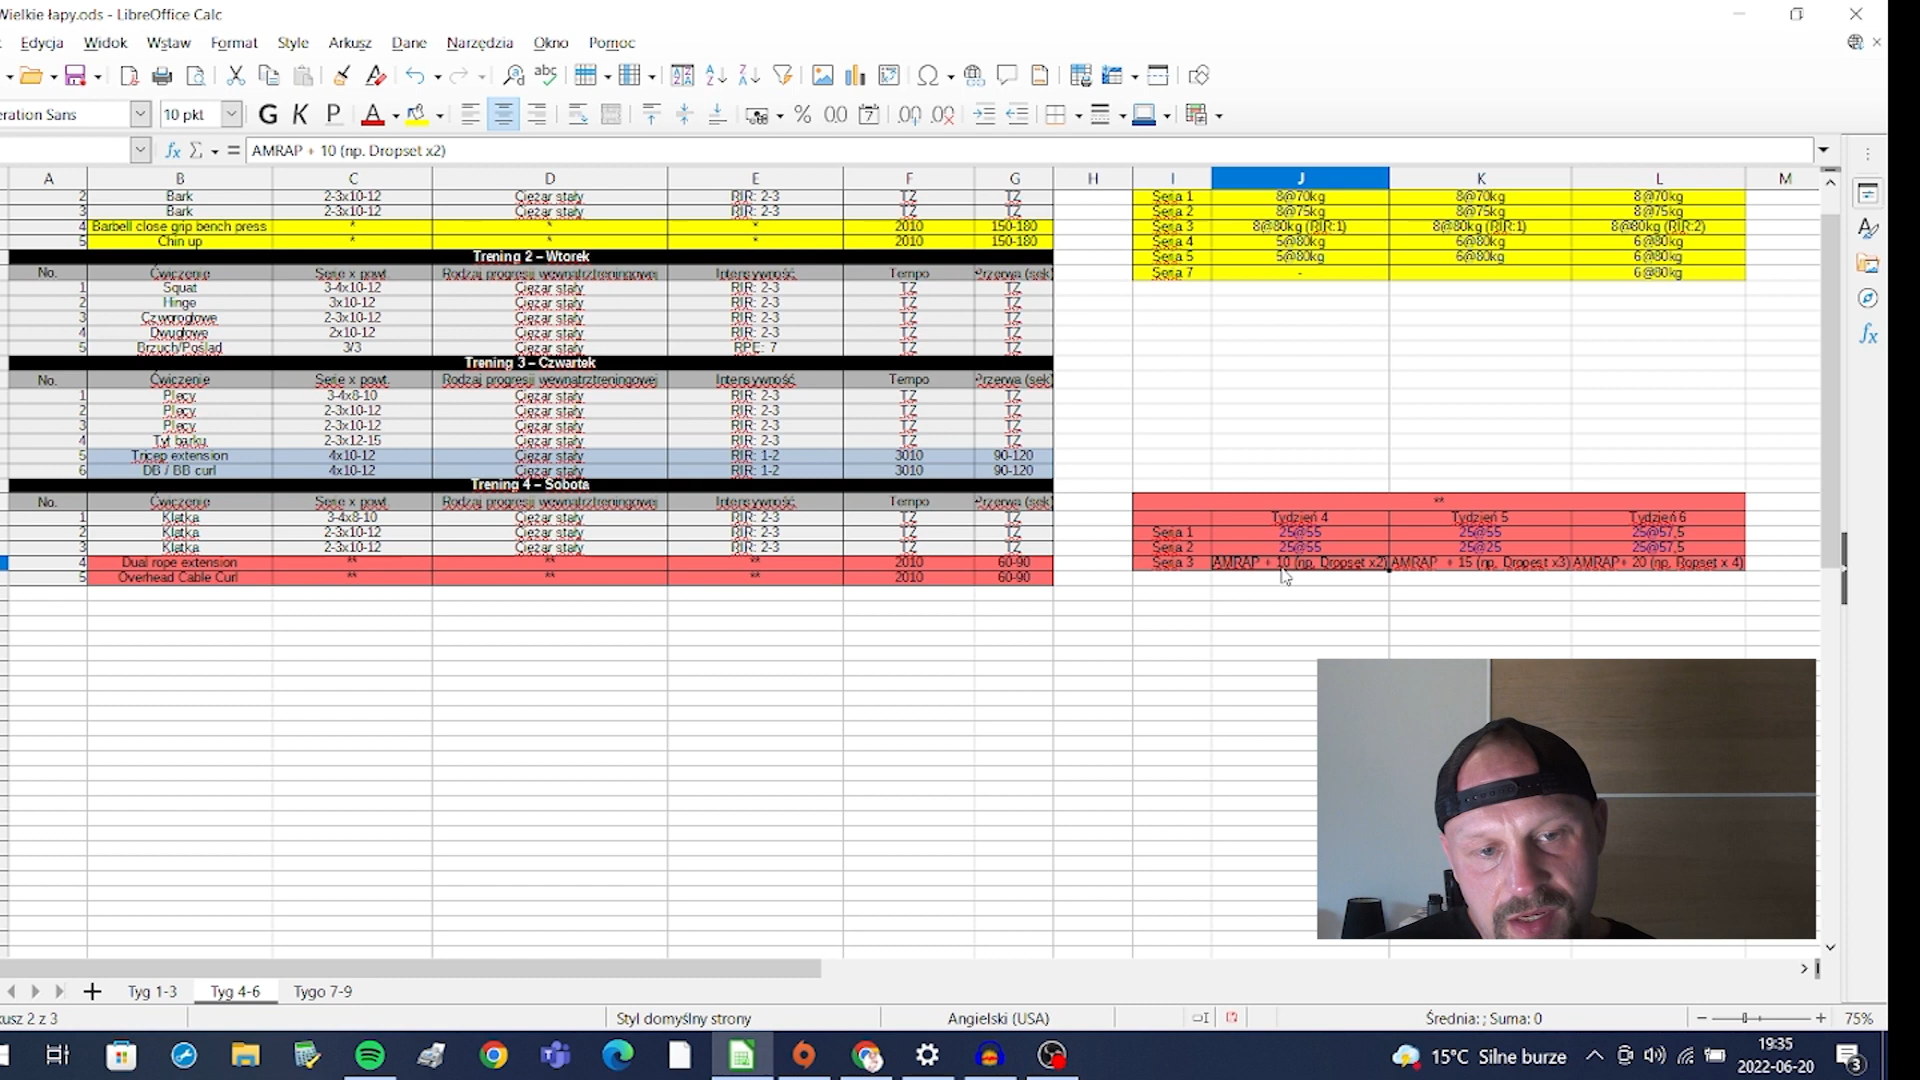 Wielkie łapy.ods - LibreOffice Calc
Edycja Widok Wstaw Format Style Arkusz Dane Narzędzia Okno Pomoc
eration Sans 10 pkt G K P
AMRAP + 10 (np. Dropset x2)
A B C D E F G H I J K L M
2 Bark 2-3x10-12 Ciężar stały RIR: 2-3 TZ TZ Seria 1 8@70kg 8@70kg 8@70kg
3 Bark 2-3x10-12 Ciężar stały RIR: 2-3 TZ TZ Seria 2 8@75kg 8@75kg 8@75kg
4 Barbell close grip bench press * * * 2010 150-180 Seria 3 8@80kg (RIR:1) 8@80kg (RIR:1) 8@80kg (RIR:2)
5 Chin up * * * 2010 150-180 Seria 4 5@80kg 6@80kg 6@80kg
Trening 2 – Wtorek Seria 5 5@80kg 6@80kg 6@80kg
No. Ćwiczenie Serie x powt. Rodzaj progresji wewnątrztreningowej Intensywność Tempo Przerwa (sek) Seria 7 - 6@80kg
1 Squat 3-4x10-12 Ciężar stały RIR: 2-3 TZ TZ
2 Hinge 3x10-12 Ciężar stały RIR: 2-3 TZ TZ
3 Czworogłowe 2-3x10-12 Ciężar stały RIR: 2-3 TZ TZ
4 Dwugłowe 2x10-12 Ciężar stały RIR: 2-3 TZ TZ
5 Brzuch/Poślad 3/3 Ciężar stały RPE: 7 TZ TZ
Trening 3 – Czwartek
No. Ćwiczenie Serie x powt. Rodzaj progresji wewnątrztreningowej Intensywność Tempo Przerwa (sek)
1 Plecy 3-4x8-10 Ciężar stały RIR: 2-3 TZ TZ
2 Plecy 2-3x10-12 Ciężar stały RIR: 2-3 TZ TZ
3 Plecy 2-3x10-12 Ciężar stały RIR: 2-3 TZ TZ
4 Tył barku 2-3x12-15 Ciężar stały RIR: 2-3 TZ TZ
5 Tricep extension 4x10-12 Ciężar stały RIR: 1-2 3010 90-120
6 DB / BB curl 4x10-12 Ciężar stały RIR: 1-2 3010 90-120
Trening 4 – Sobota
No. Ćwiczenie Serie x powt. Rodzaj progresji wewnątrztreningowej Intensywność Tempo Przerwa (sek) **
1 Klatka 3-4x8-10 Ciężar stały RIR: 2-3 TZ TZ Tydzień 4 Tydzień 5 Tydzień 6
2 Klatka 2-3x10-12 Ciężar stały RIR: 2-3 TZ TZ Seria 1 25@55 25@55 25@57,5
3 Klatka 2-3x10-12 Ciężar stały RIR: 2-3 TZ TZ Seria 2 25@55 25@25 25@57,5
4 Dual rope extension ** ** ** 2010 60-90 Seria 3 AMRAP + 10 (np. Dropset x2) AMRAP + 15 (np. Dropest x3) AMRAP+ 20 (np. Ropset x 4)
5 Overhead Cable Curl ** ** ** 2010 60-90
Tyg 1-3 Tyg 4-6 Tygo 7-9
kusz 2 z 3 Styl domyślny strony Angielski (USA) Średnia: ; Suma: 0 75%
15°C Silne burze 19:35
2022-06-20 3